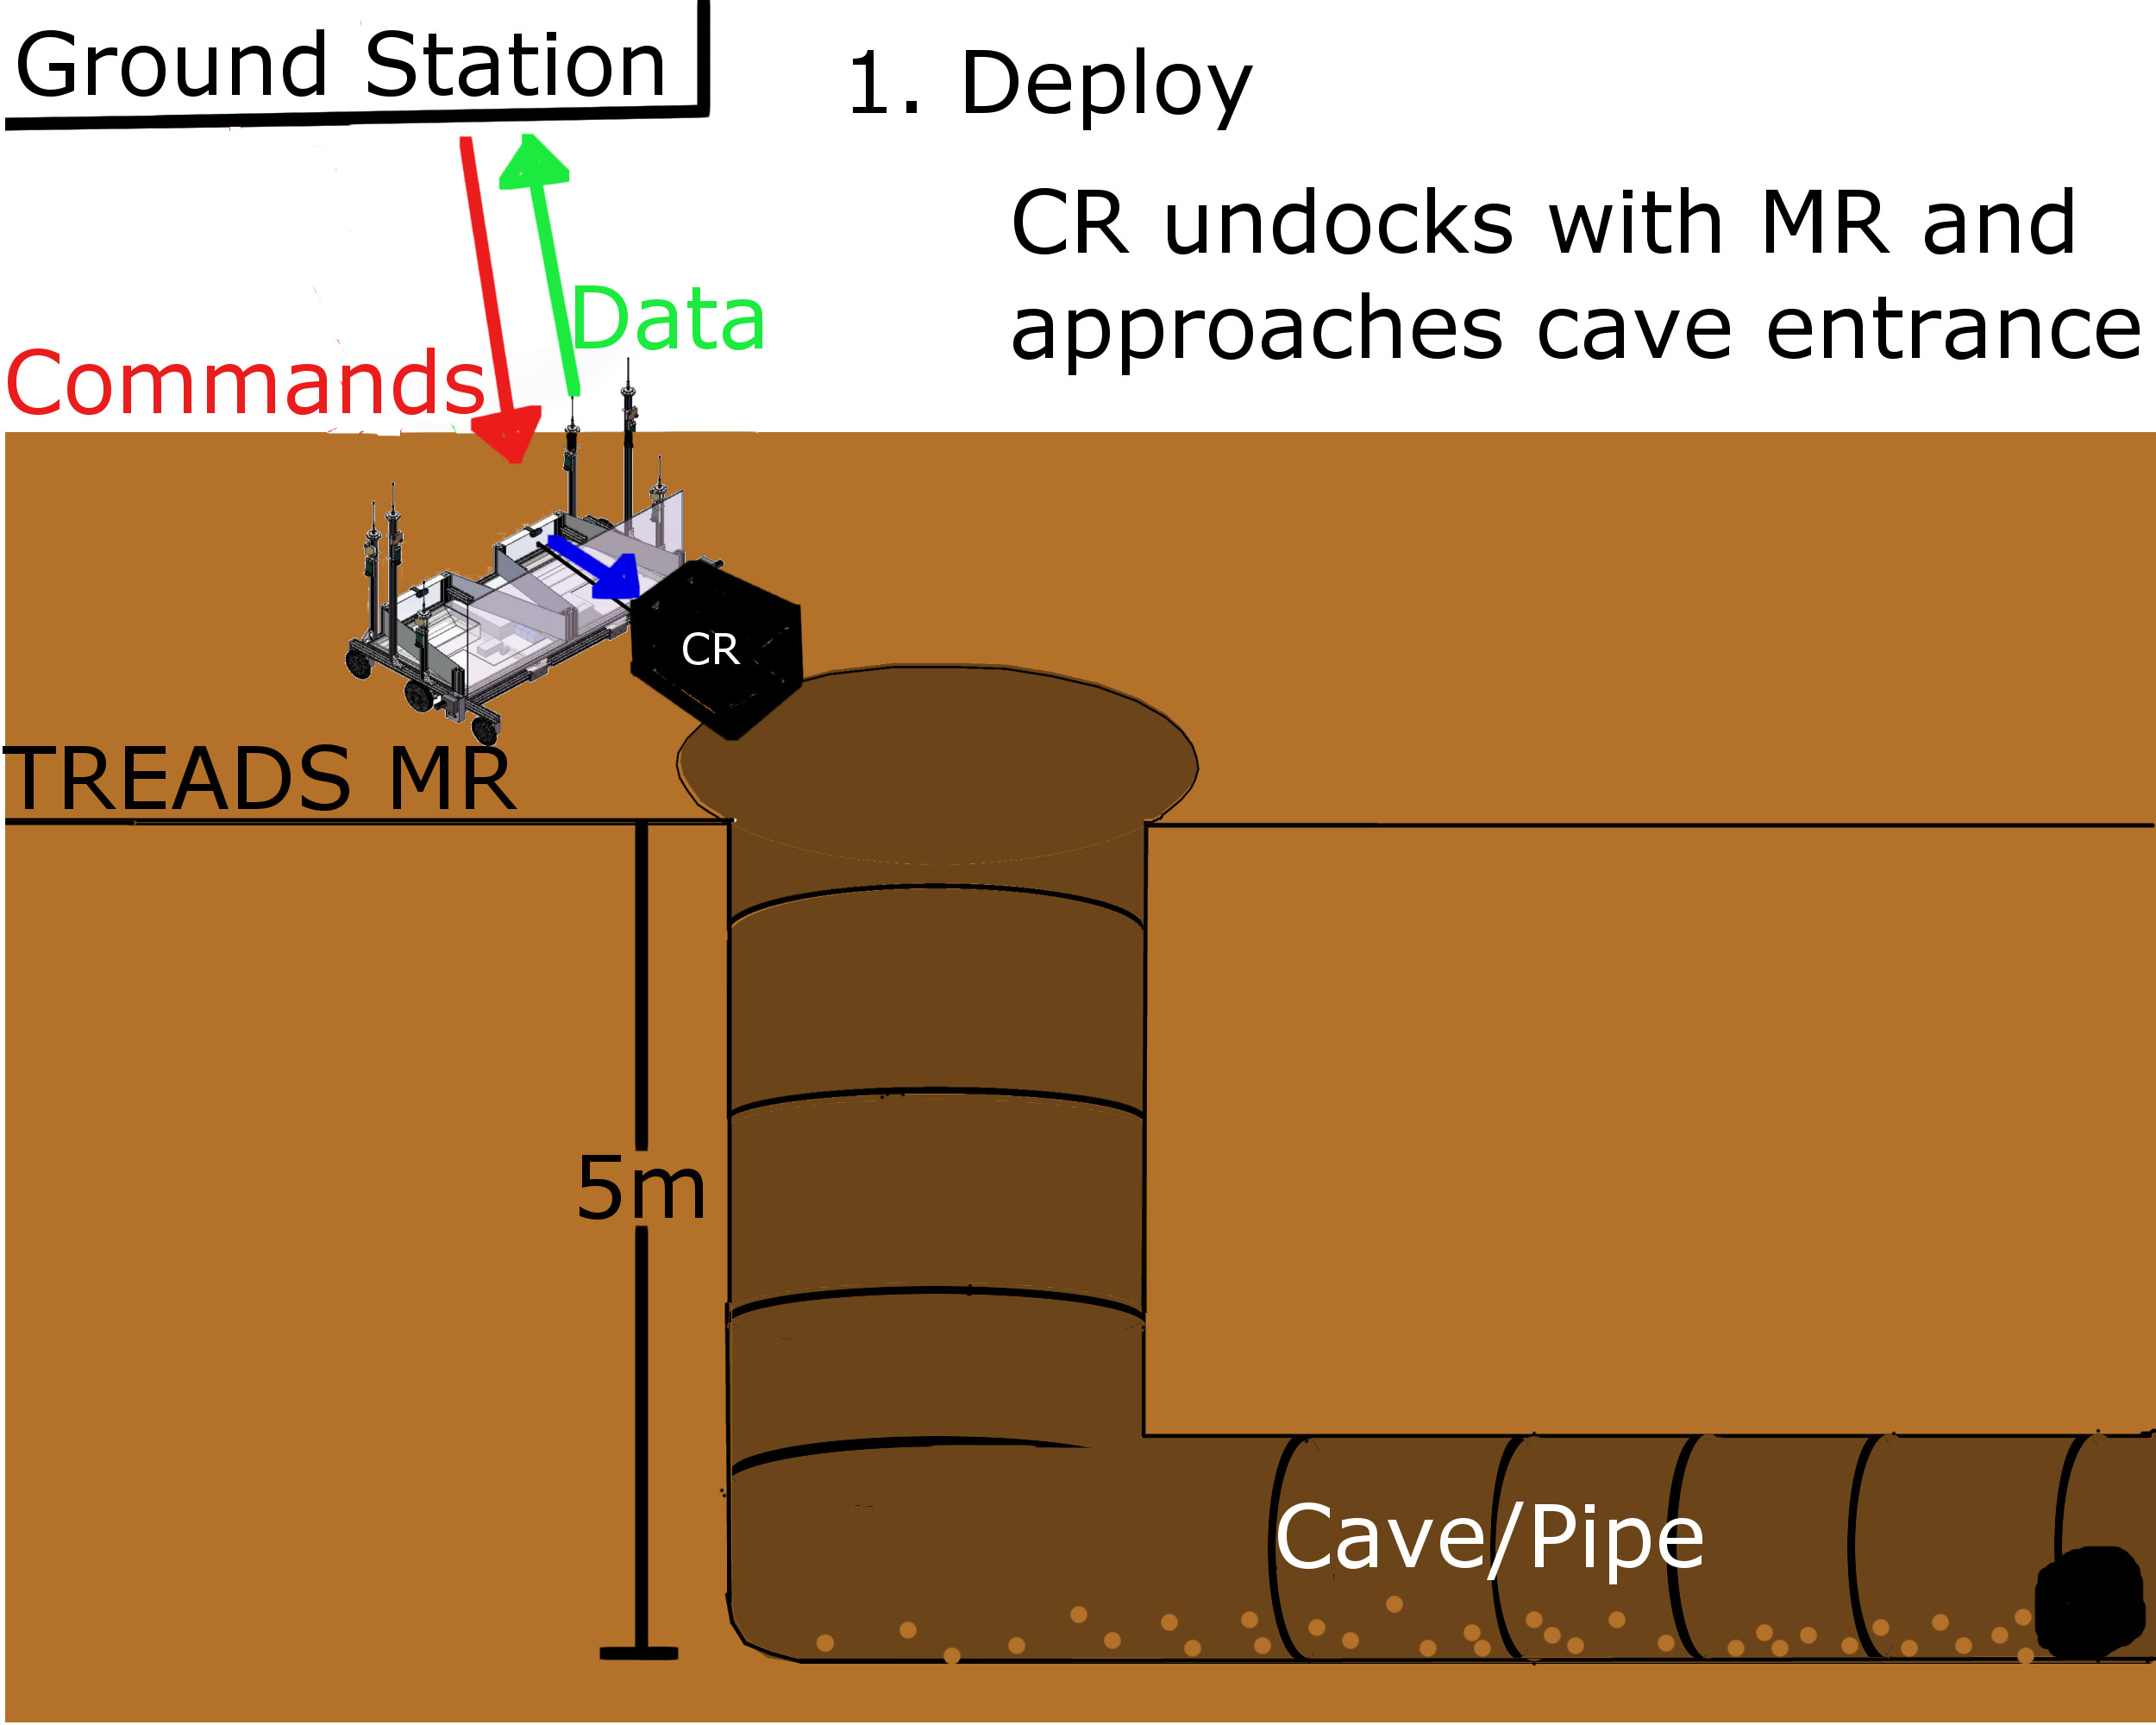 Ground Station
1. Deploy
CR undocks with MR and
approaches cave entrance
Data
Commands
CR
TREADS MR
5m
Cave/Pipe